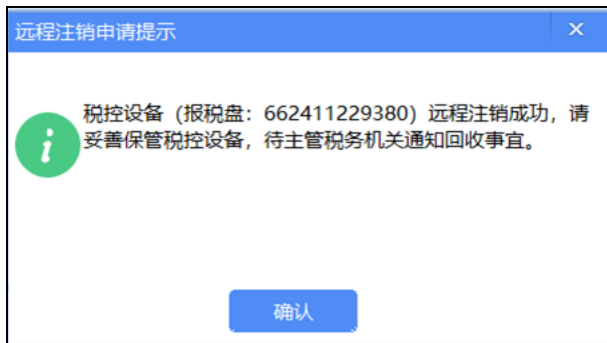 远程注销申请提示
税控设备（报税盘：662411229380）远程注销成功，请
妥善保管税控设备，待主管税务机关通知回收事宜。
确认